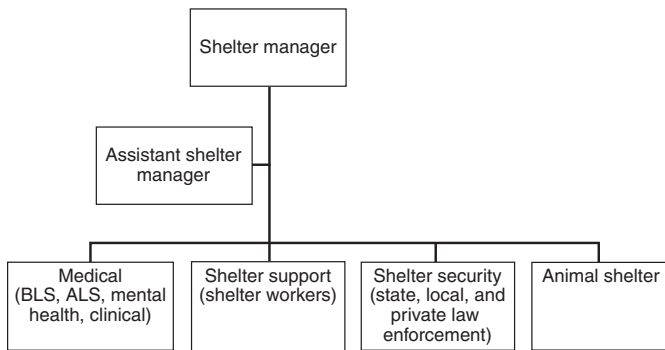 Shelter manager
Assistant shelter
manager
Medical
(BLS, ALS, mental
health, clinical)
Shelter support
(shelter workers)
Shelter security
(state, local, and
private law
enforcement)
Animal shelter